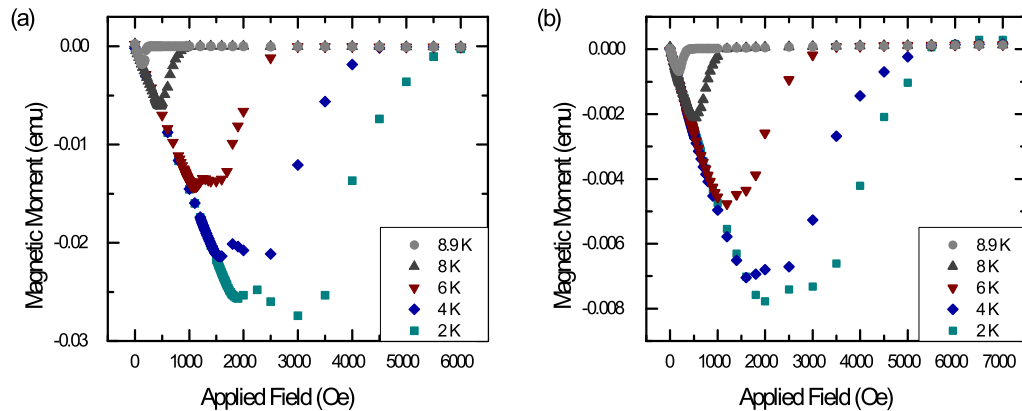 (a)
0.00
-0.01
-0.02
-0.03
Magnetic Moment (emu)
0
1000
2000
3000
4000
5000
6000
Applied Field (Oe)
8.9 K
8 K
6 K
4 K
2 K
(b)
0.000
-0.002
-0.004
-0.006
-0.008
Magnetic Moment (emu)
0
1000
2000
3000
4000
5000
6000
7000
Applied Field (Oe)
8.9 K
8 K
6 K
4 K
2 K